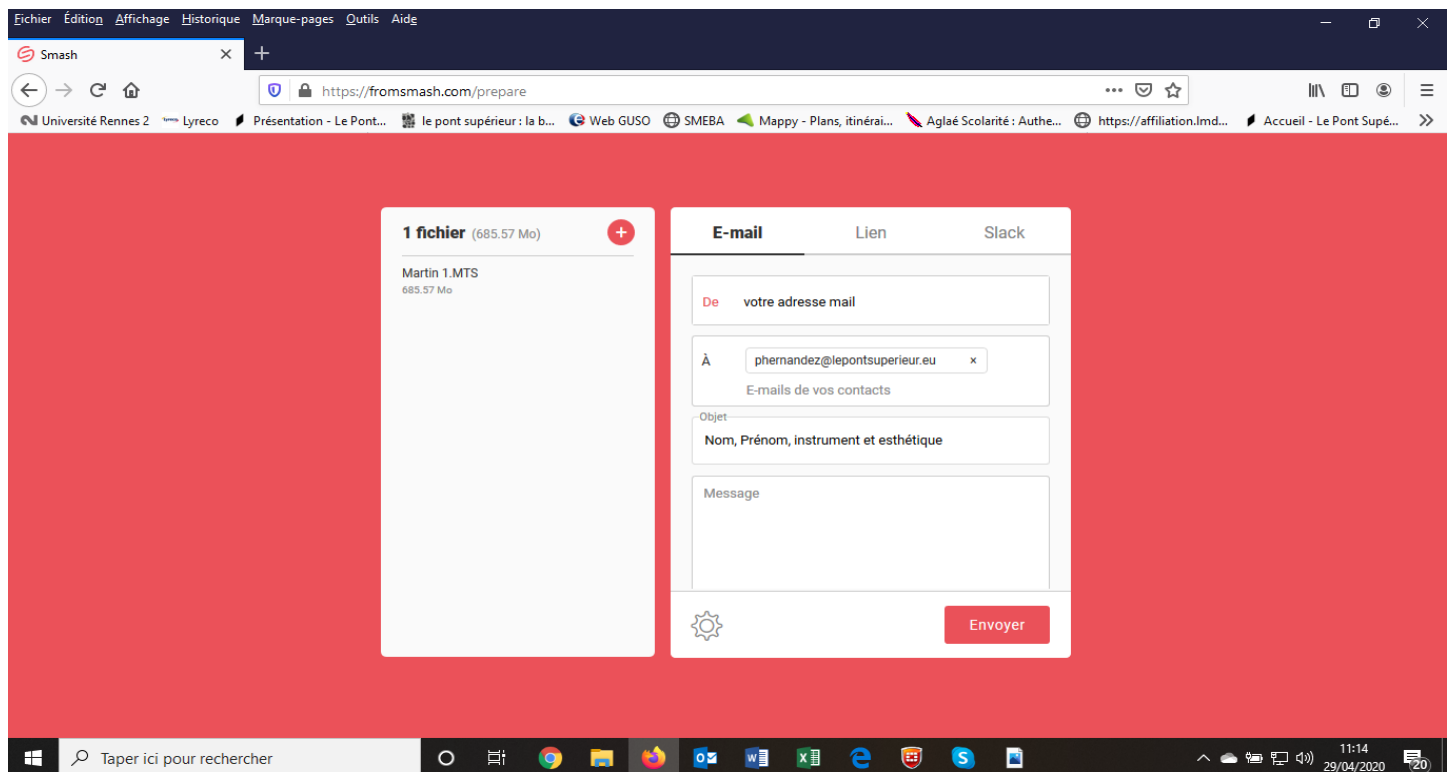 Fichier Édition Affichage Historique Marque-pages Outils Aide
Smash
https://fromsmash.com/prepare
Université Rennes 2 Lyreco Présentation - Le Pont... le pont supérieur : la b... Web GUSO SMEBA Mappy - Plans, itinérai... Aglaé Scolarité : Authe... https://affiliation.lmd... Accueil - Le Pont Supé...
1 fichier (685.57 Mo)
Martin 1.MTS
685.57 Mo
E-mail Lien Slack
De votre adresse mail
À phernandez@lepontsuperieur.eu ×
E-mails de vos contacts
Objet
Nom, Prénom, instrument et esthétique
Message
Envoyer
Taper ici pour rechercher
11:14
29/04/2020
20